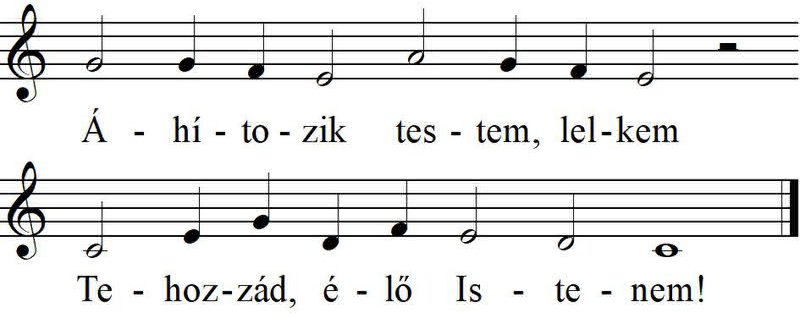 Á - hí - to - zik tes - tem, lel - kem
Te - hoz - zád, é - lő Is - te - nem!